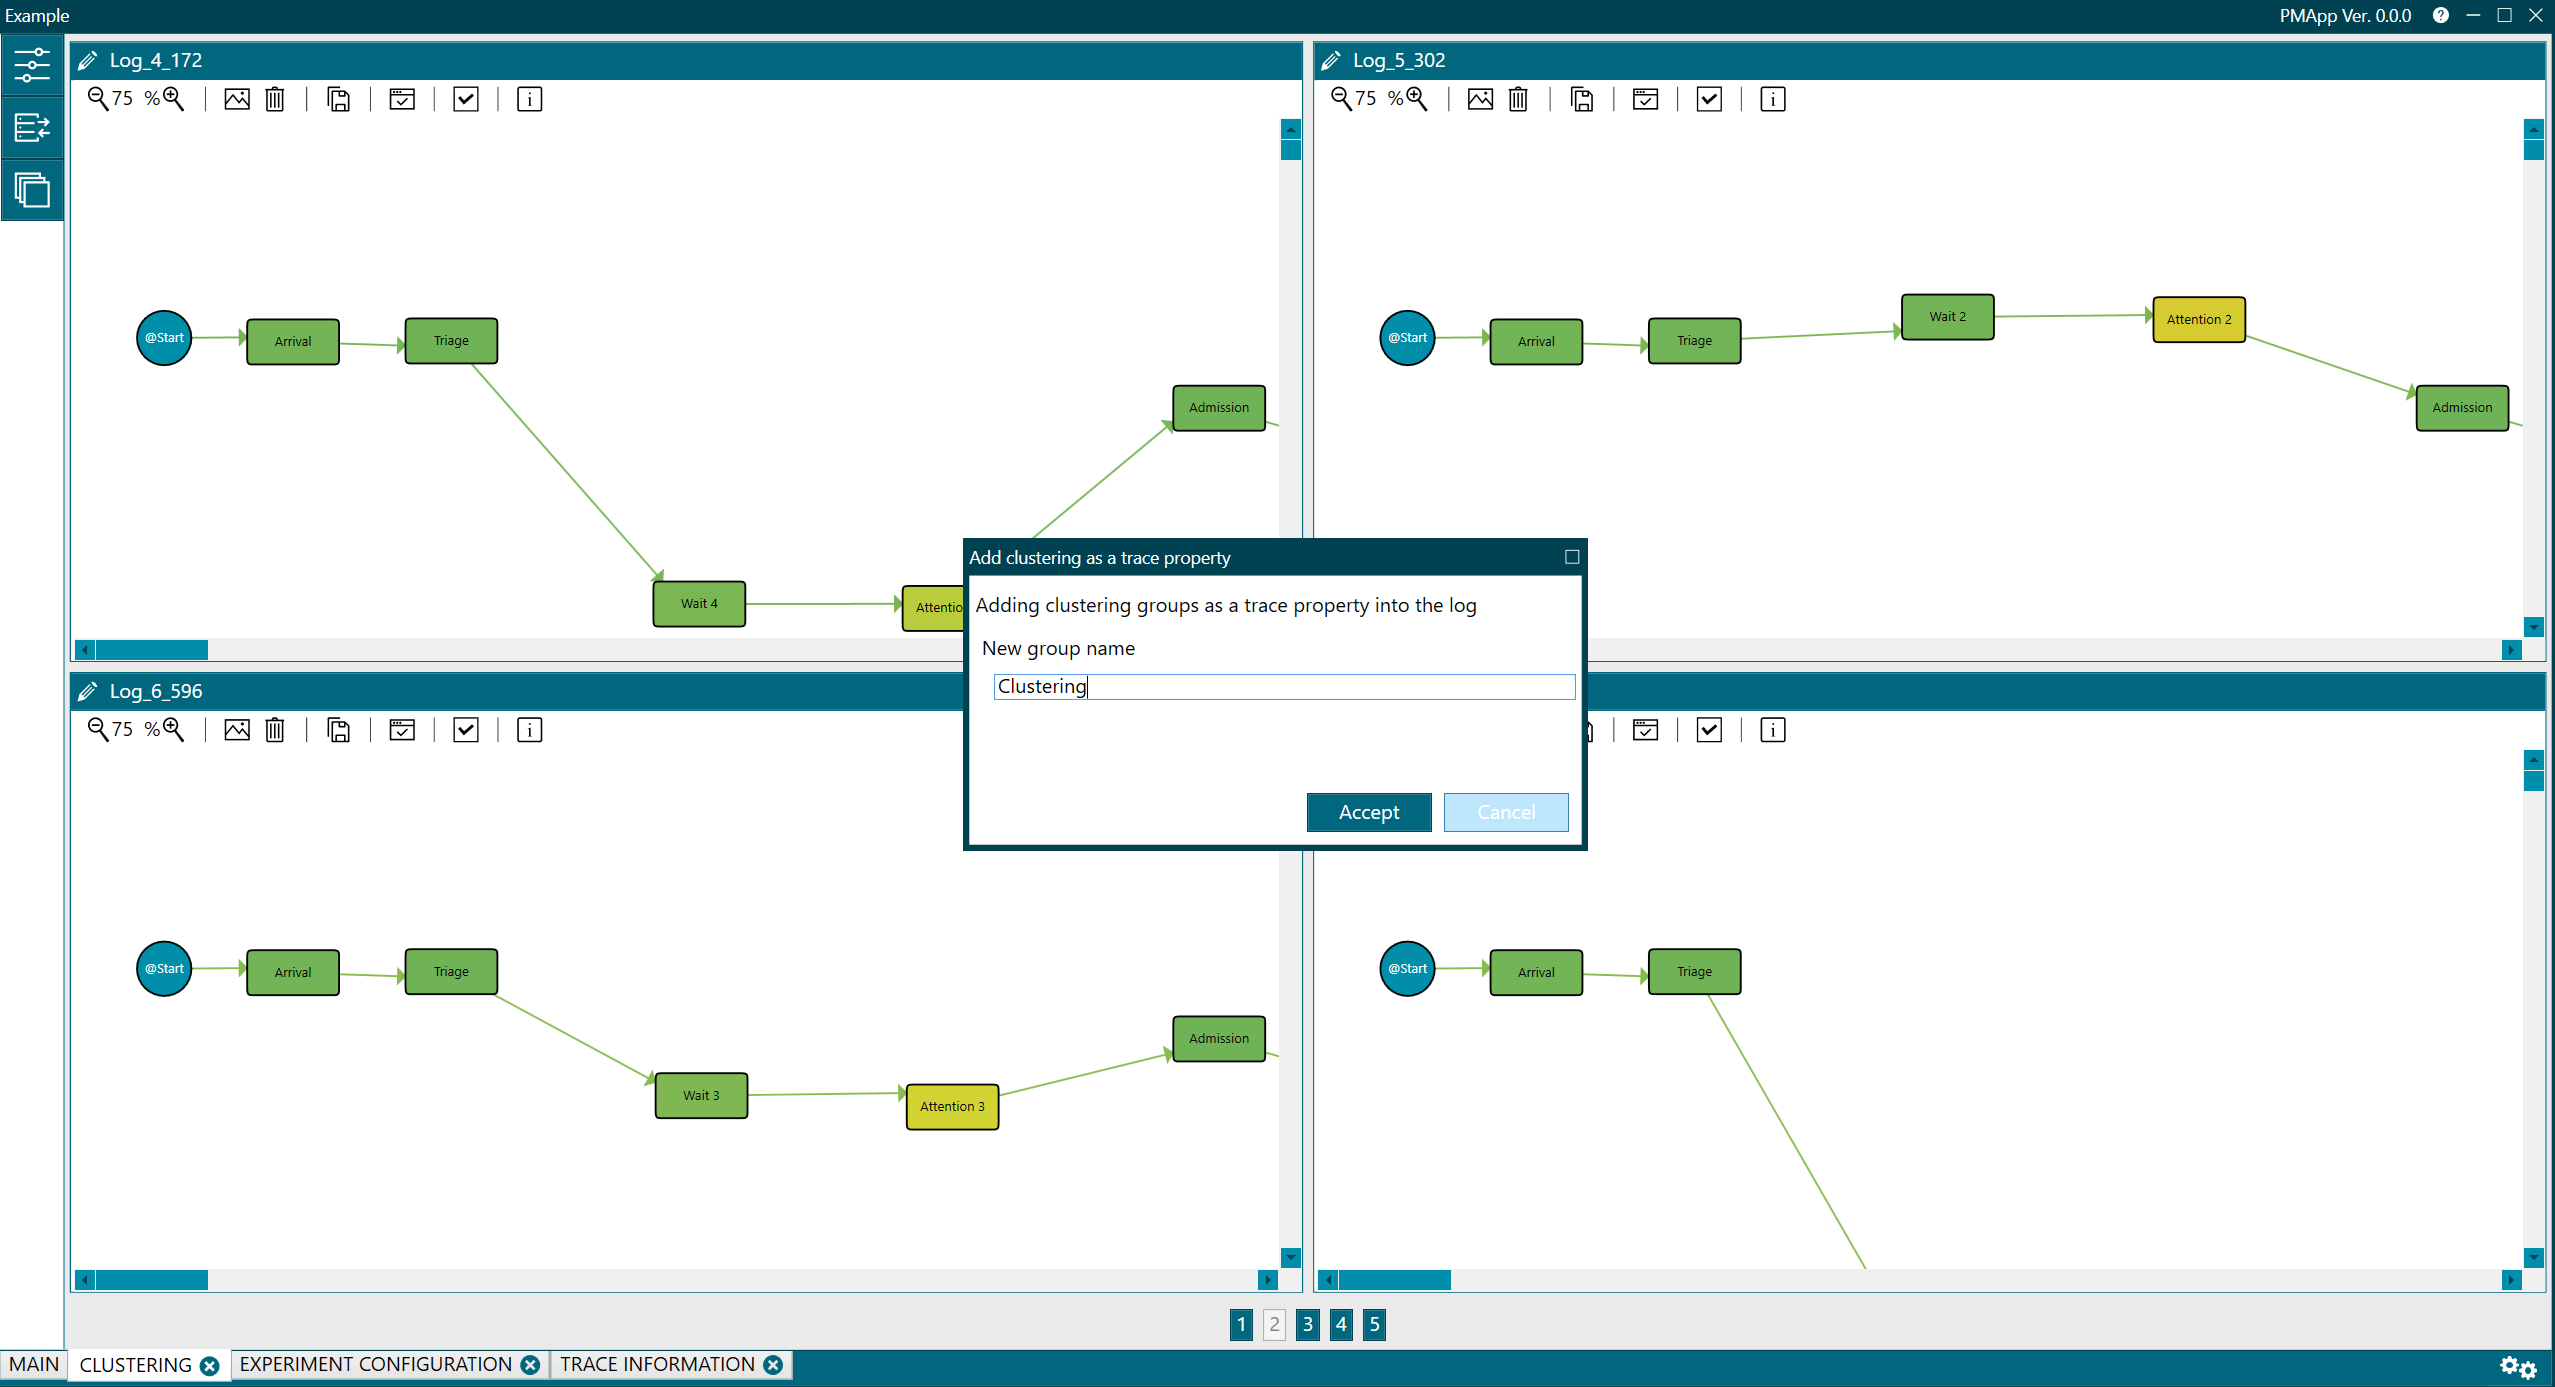 Example
PMApp Ver. 0.0.0
Log_4_172
75 %
@Start
Arrival
Triage
Admission
Wait 4
Attentio
Log_5_302
75 %
@Start
Arrival
Triage
Wait 2
Attention 2
Admission
Add clustering as a trace property
Adding clustering groups as a trace property into the log
New group name
Clustering
Accept
Cancel
Log_6_596
75 %
@Start
Arrival
Triage
Admission
Wait 3
Attention 3
@Start
Arrival
Triage
1 2 3 4 5
MAIN CLUSTERING EXPERIMENT CONFIGURATION TRACE INFORMATION